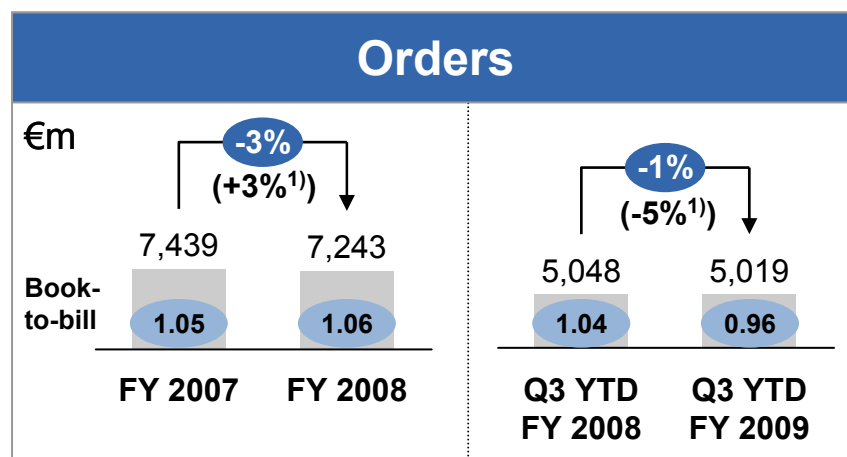 Orders
€m
-3%
(+3%1))
7,439
7,243
Book-
to-bill
1.05
1.06
FY 2007
FY 2008
-1%
(-5%1))
5,048
5,019
1.04
0.96
Q3 YTD
FY 2008
Q3 YTD
FY 2009